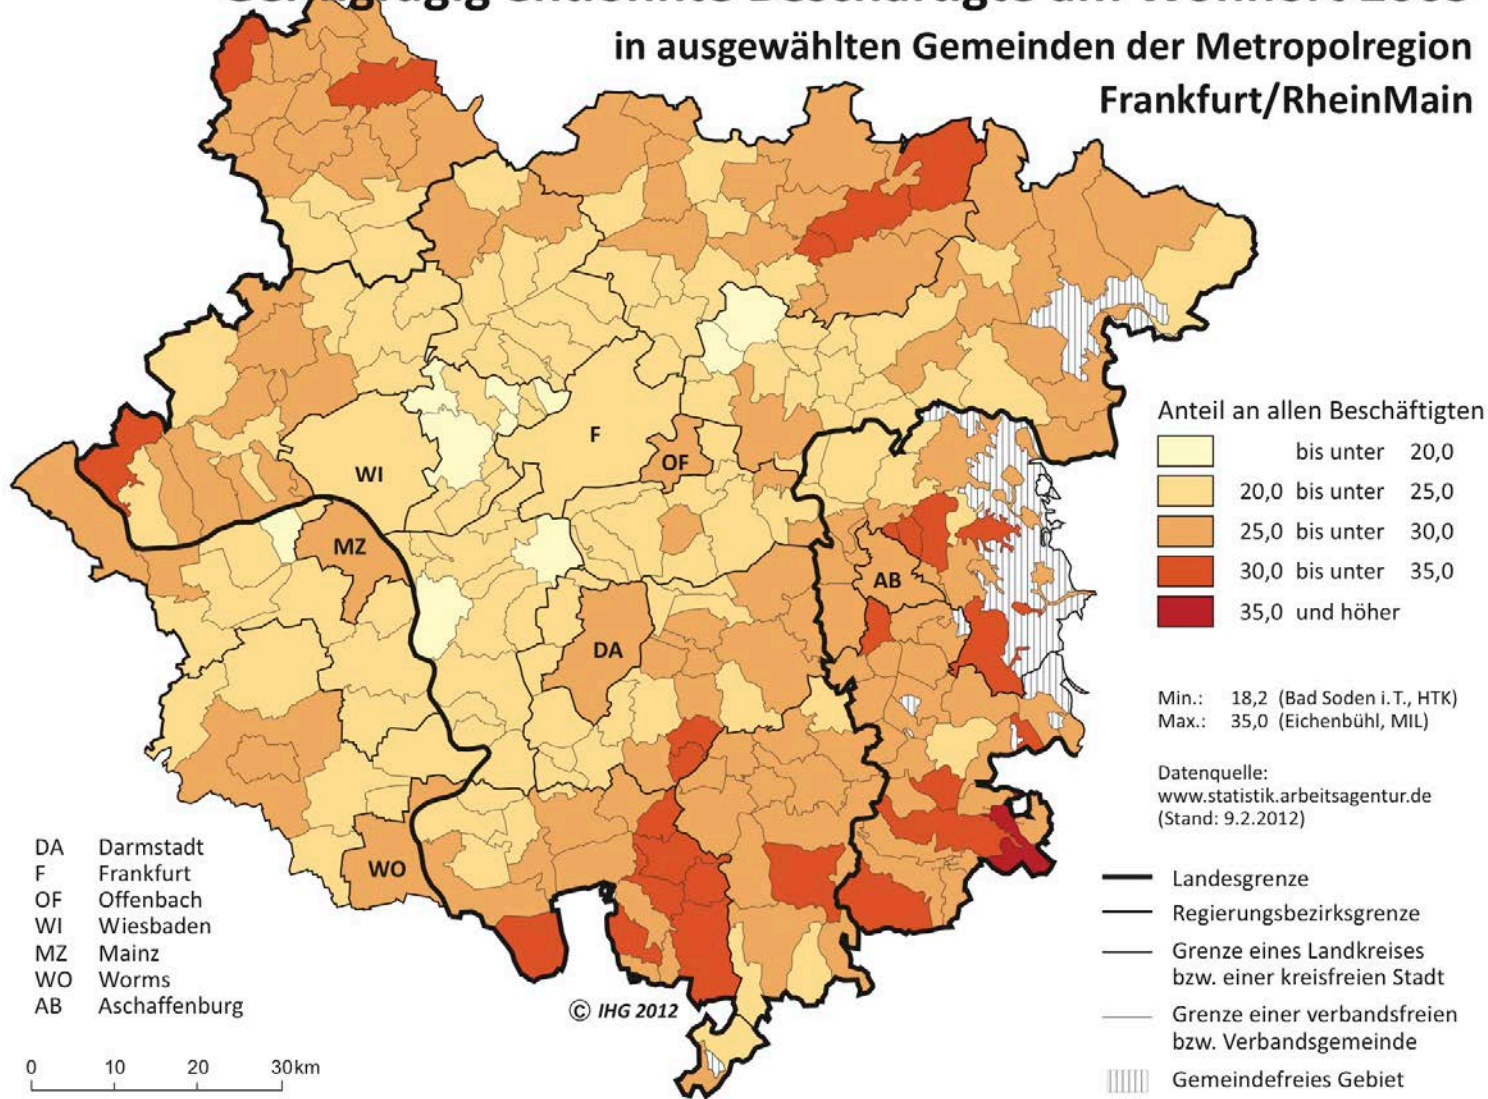 in ausgewählten Gemeinden der Metropolregion
Frankfurt/RheinMain
F
OF
WI
MZ
AB
DA
WO
Anteil an allen Beschäftigten
bis unter 20,0
20,0 bis unter 25,0
25,0 bis unter 30,0
30,0 bis unter 35,0
35,0 und höher
Min.: 18,2 (Bad Soden i.T., HTK)
Max.: 35,0 (Eichenbühl, MIL)
Datenquelle:
www.statistik.arbeitsagentur.de
(Stand: 9.2.2012)
DA Darmstadt
F Frankfurt
OF Offenbach
WI Wiesbaden
MZ Mainz
WO Worms
AB Aschaffenburg
Landesgrenze
Regierungsbezirksgrenze
Grenze eines Landkreises
bzw. einer kreisfreien Stadt
Grenze einer verbandsfreien
bzw. Verbandsgemeinde
Gemeindefreies Gebiet
© IHG 2012
0 10 20 30km